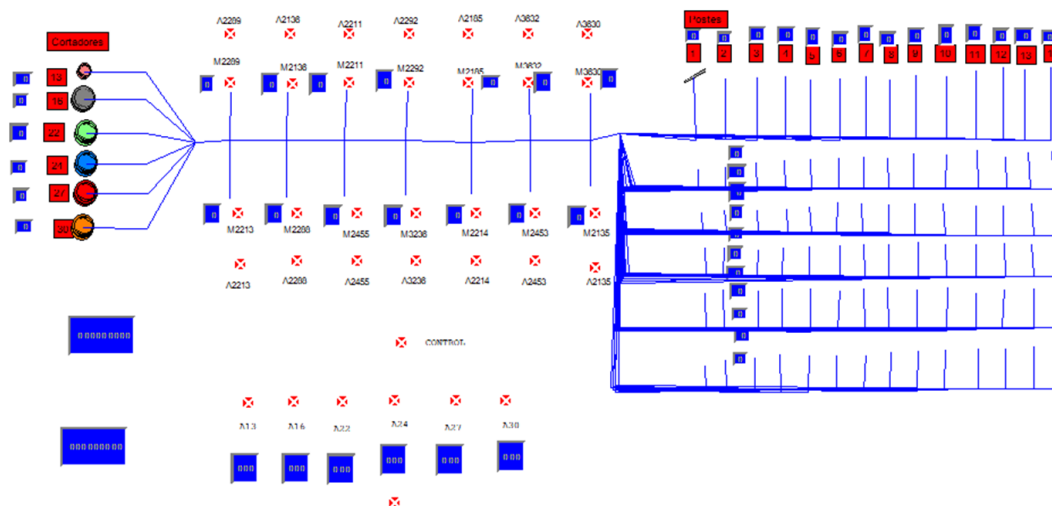 A2289 A2136 A2211 A2292 A2185 A3632 A3630
Postes
Cortadores
1 2 3 4 5 6 7 8 9 10 11 12 13
M2289 M2136 M2211 M2292 M2185 M3632 M3630
13
16
22
24
27
30
M2213 M2288 M2455 M3236 M2214 M2453 M2135
A2213 A2288 A2455 A3236 A2214 A2453 A2135
CONTROL
A13 A16 A22 A24 A27 A30